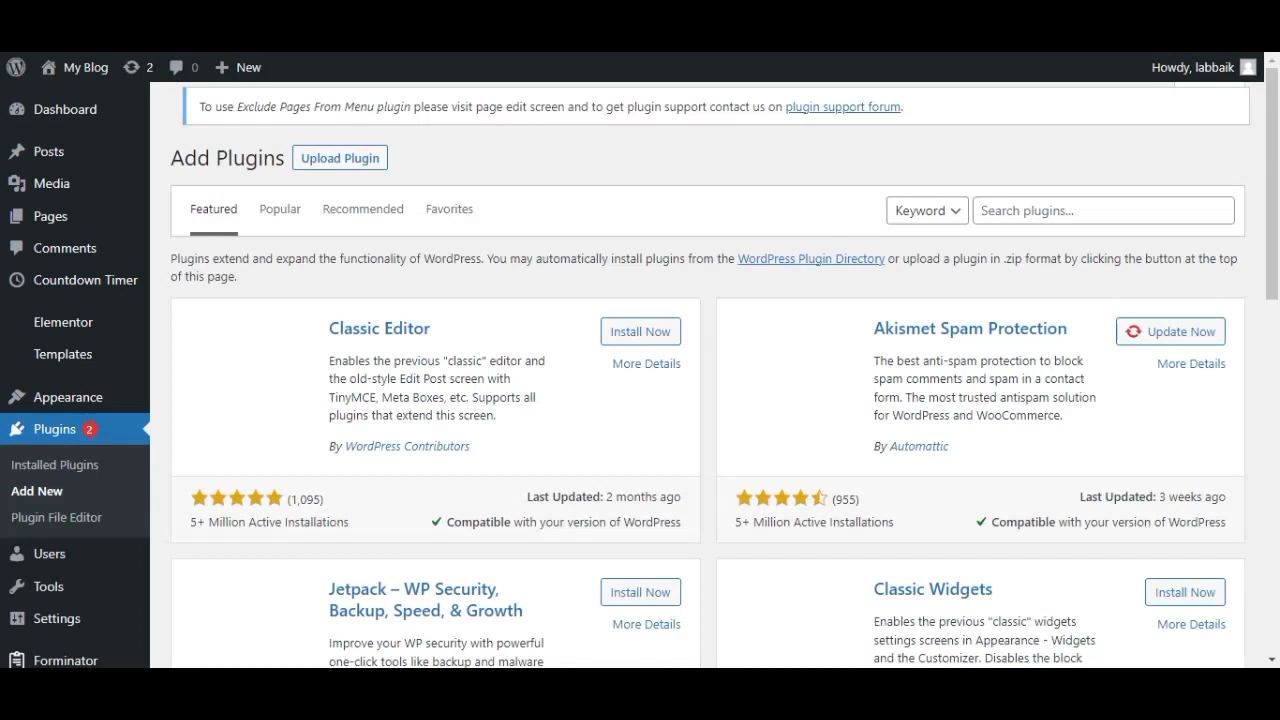 My Blog 2 0 New Howdy, labbaik
Dashboard
Posts
Media
Pages
Comments
Countdown Timer
Elementor
Templates
Appearance
Plugins 2
Installed Plugins
Add New
Plugin File Editor
Users
Tools
Settings
Forminator
To use Exclude Pages From Menu plugin please visit page edit screen and to get plugin support contact us on plugin support forum.
Add Plugins Upload Plugin
Featured Popular Recommended Favorites Keyword Search plugins...
Plugins extend and expand the functionality of WordPress. You may automatically install plugins from the WordPress Plugin Directory or upload a plugin in .zip format by clicking the button at the top
of this page.
Classic Editor Install Now
More Details
Enables the previous "classic" editor and
the old-style Edit Post screen with
TinyMCE, Meta Boxes, etc. Supports all
plugins that extend this screen.
By WordPress Contributors
(1,095) Last Updated: 2 months ago
5+ Million Active Installations Compatible with your version of WordPress
Akismet Spam Protection Update Now
More Details
The best anti-spam protection to block
spam comments and spam in a contact
form. The most trusted antispam solution
for WordPress and WooCommerce.
By Automattic
(955) Last Updated: 3 weeks ago
5+ Million Active Installations Compatible with your version of WordPress
Jetpack – WP Security, Install Now
Backup, Speed, & Growth
More Details
Improve your WP security with powerful
one-click tools like backup and malware
Classic Widgets Install Now
More Details
Enables the previous "classic" widgets
settings screens in Appearance - Widgets
and the Customizer. Disables the block